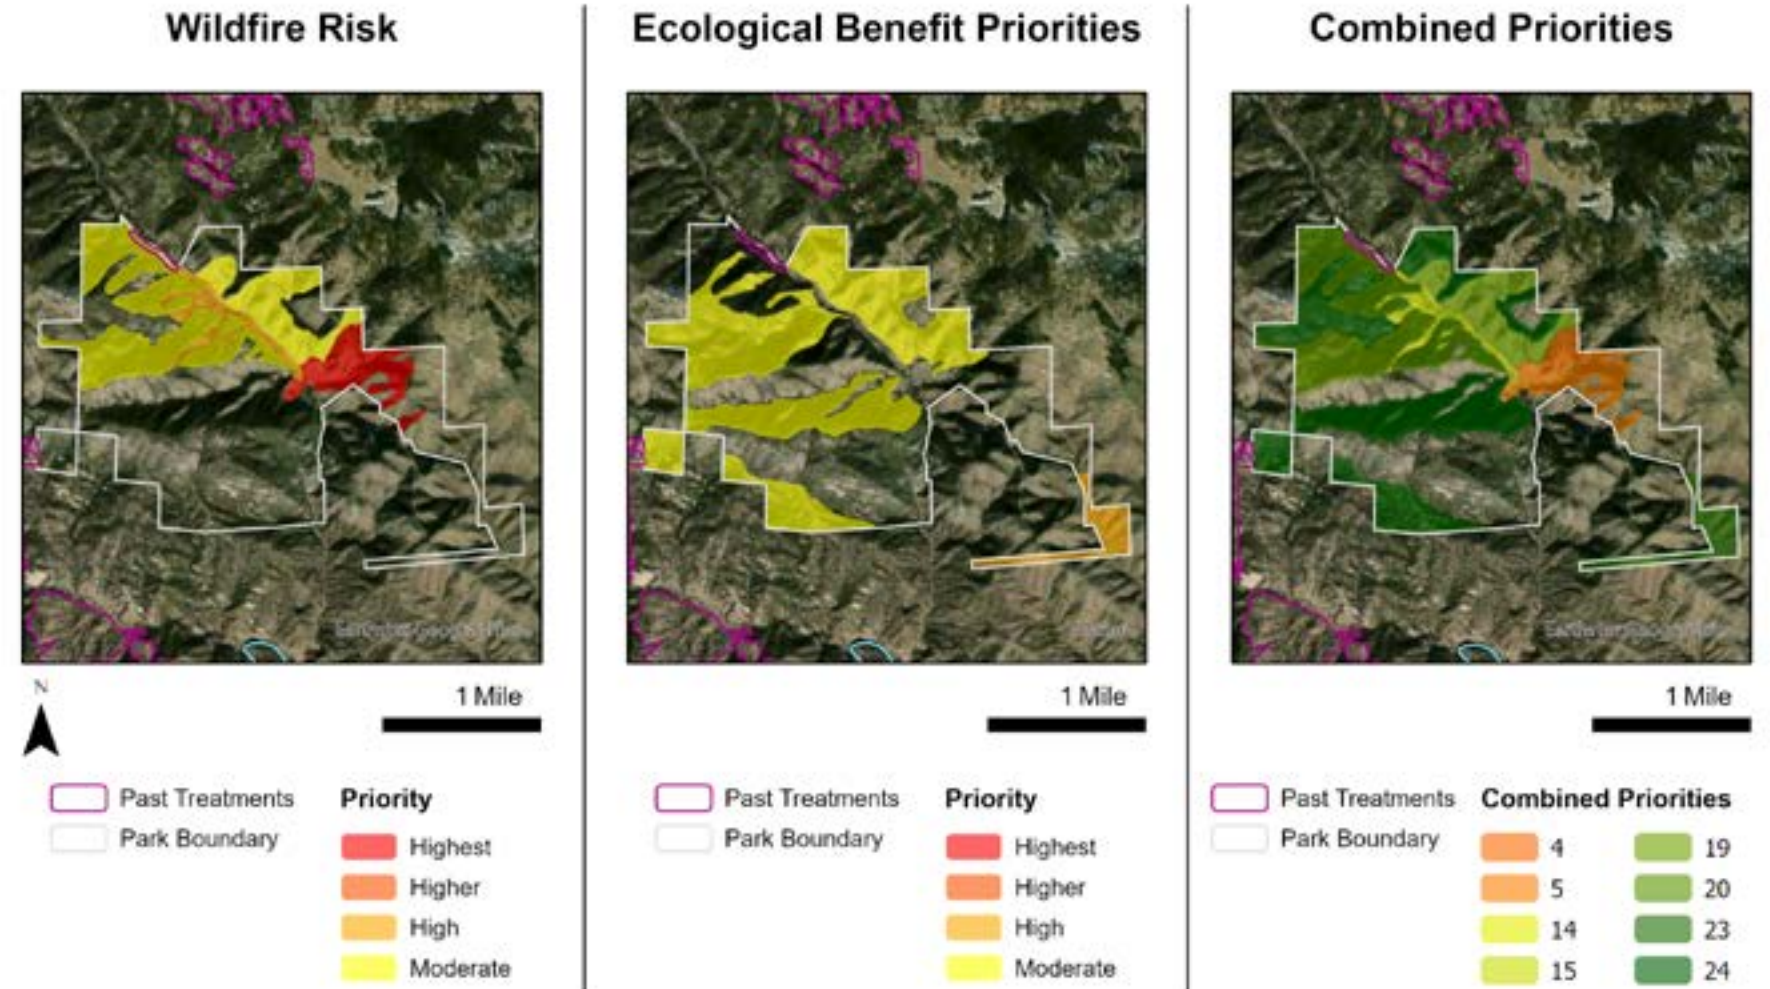 Wildfire Risk
Ecological Benefit Priorities
Combined Priorities
N
1 Mile
1 Mile
1 Mile
Past Treatments
Park Boundary
Priority
Highest
Higher
High
Moderate
Past Treatments
Park Boundary
Priority
Highest
Higher
High
Moderate
Past Treatments
Park Boundary
Combined Priorities
4
5
14
15
19
20
23
24